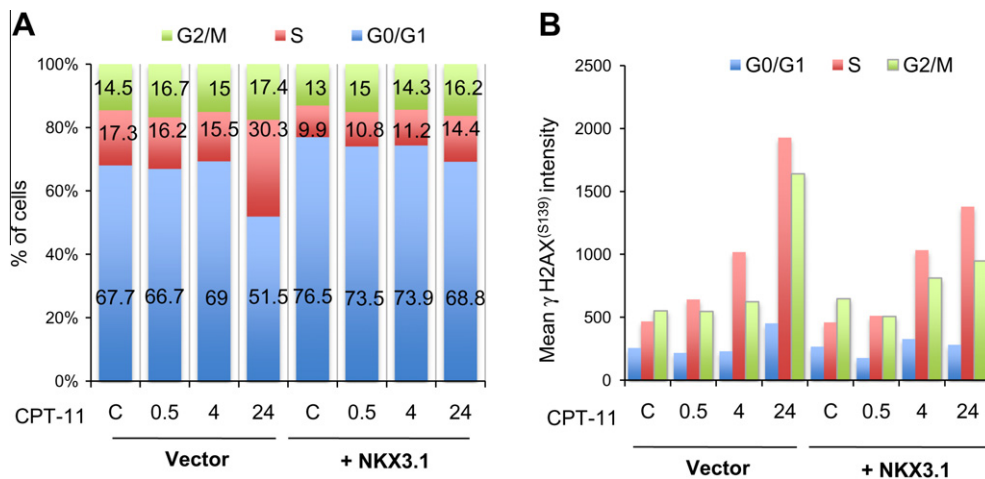 A
G2/M S G0/G1
100%
80%
60%
40%
20%
0%
% of cells
14.5 16.7 15 17.4 13 15 14.3 16.2
17.3 16.2 15.5 30.3 9.9 10.8 11.2 14.4
67.7 66.7 69 51.5 76.5 73.5 73.9 68.8
CPT-11 C 0.5 4 24 C 0.5 4 24
Vector + NKX3.1
B
G0/G1 S G2/M
2500
2000
1500
1000
500
0
Mean γ H2AX(S139) intensity
CPT-11 C 0.5 4 24 C 0.5 4 24
Vector + NKX3.1